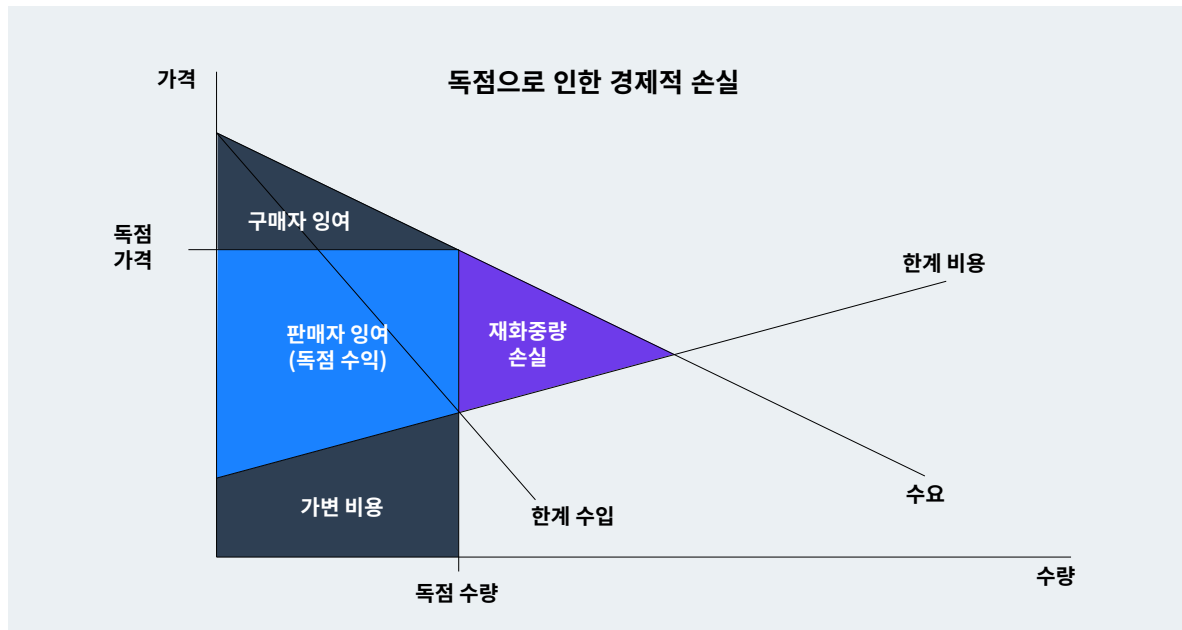 독점으로 인한 경제적 손실
가격
구매자 잉여
독점
가격
한계 비용
판매자 잉여
(독점 수익)
재화중량
손실
가변 비용
수요
한계 수입
수량
독점 수량